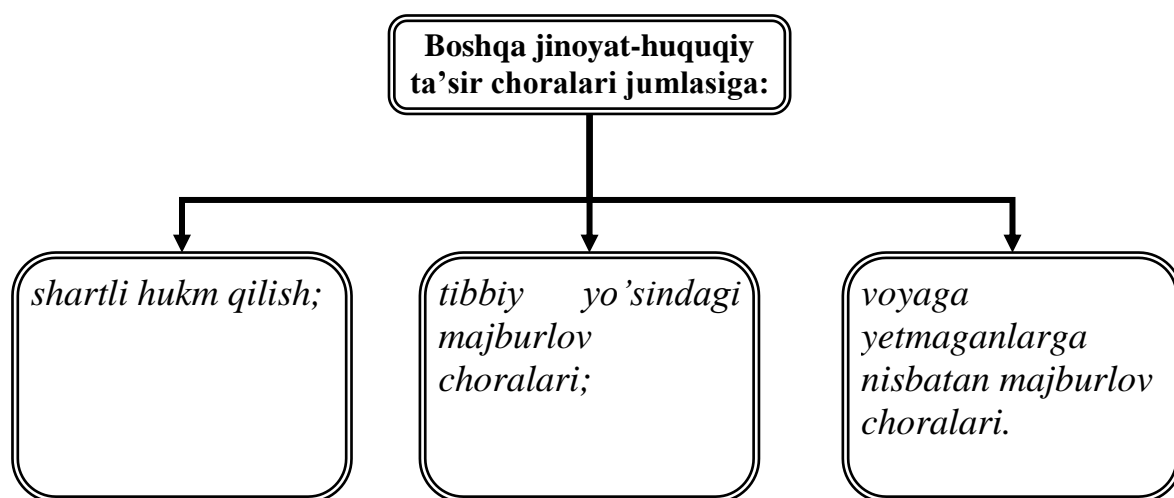 Boshqa jinoyat-huquqiy
ta’sir choralari jumlasiga:
shartli hukm qilish;
tibbiy yo’sindagi
majburlov
choralari;
voyaga
yetmaganlarga
nisbatan majburlov
choralari.